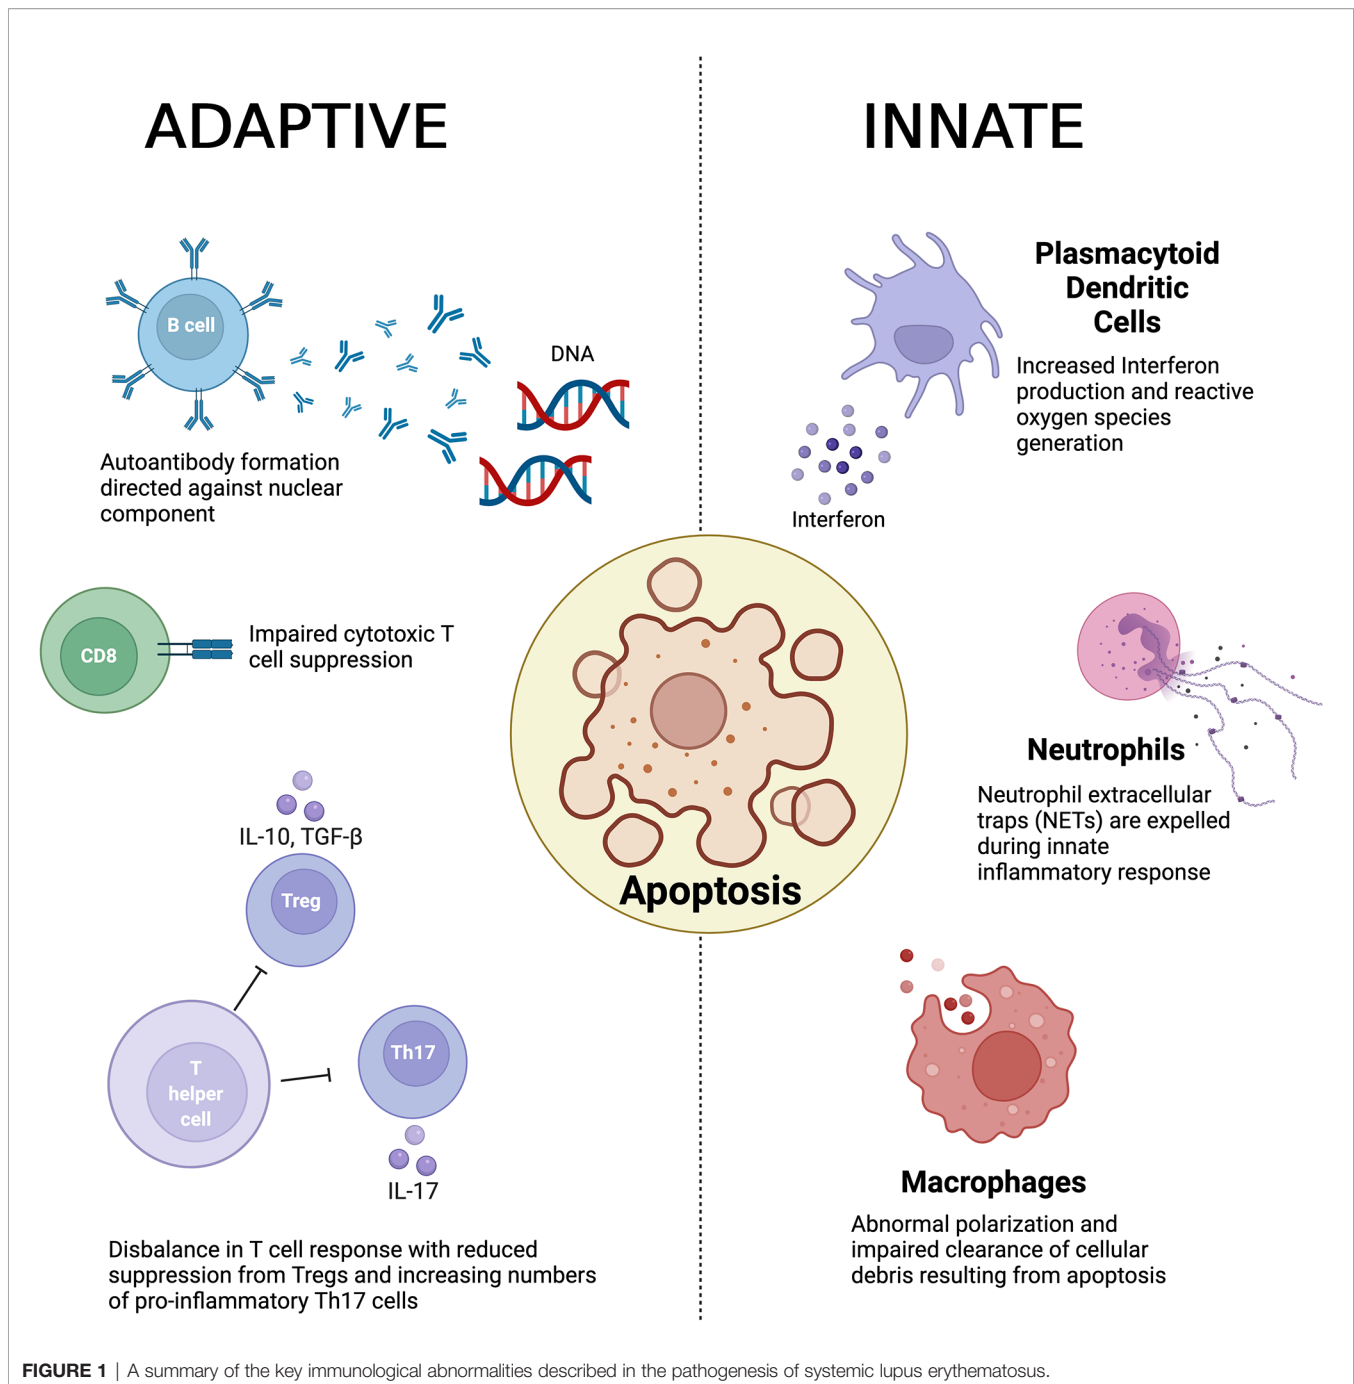 ADAPTIVE
B cell
DNA
Autoantibody formation
directed against nuclear
component
CD8
Impaired cytotoxic T
cell suppression
IL-10, TGF-β
Treg
T
helper
cell
Th17
IL-17
Disbalance in T cell response with reduced
suppression from Tregs and increasing numbers
of pro-inflammatory Th17 cells
Apoptosis
INNATE
Plasmacytoid
Dendritic
Cells
Increased Interferon
production and reactive
oxygen species
generation
Interferon
Neutrophils
Neutrophil extracellular
traps (NETs) are expelled
during innate
inflammatory response
Macrophages
Abnormal polarization and
impaired clearance of cellular
debris resulting from apoptosis
FIGURE 1 | A summary of the key immunological abnormalities described in the pathogenesis of systemic lupus erythematosus.